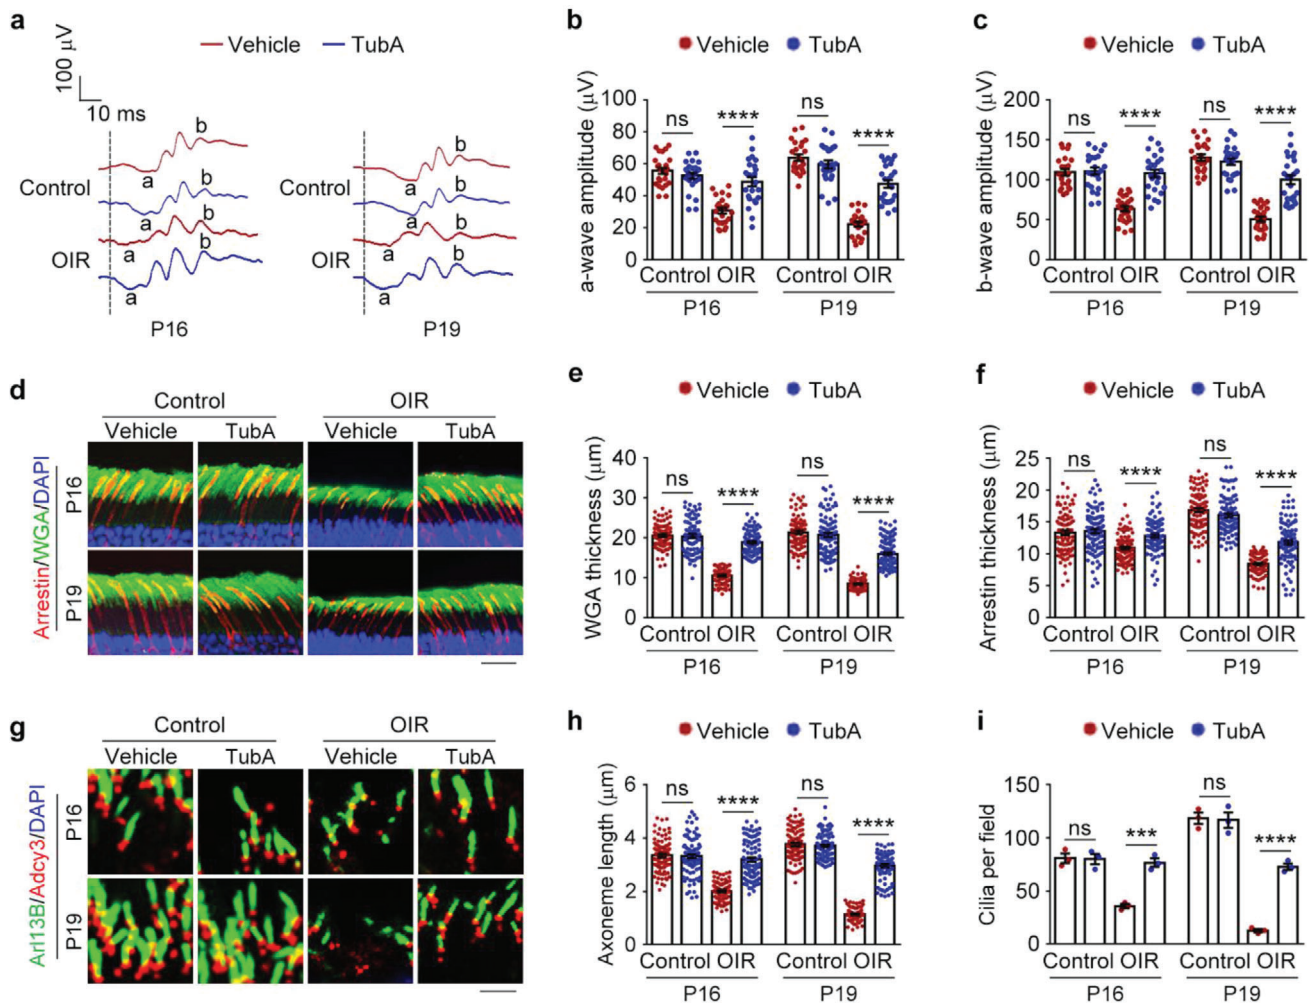 a
Vehicle TubA
100 μV
10 ms
b
b
a
a
Control
Control
b
b
a
a
b
b
OIR
OIR
a
a
b
b
a
a
P16
P19
b
Vehicle TubA
a-wave amplitude (μV)
100
80
60
40
20
0
ns
****
ns
****
Control OIR
Control OIR
P16
P19
c
Vehicle TubA
b-wave amplitude (μV)
200
150
100
50
0
ns
****
ns
****
Control OIR
Control OIR
P16
P19
d
Control
OIR
Vehicle TubA Vehicle TubA
Arrestin/WGA/DAPI
P16
P19
e
Vehicle TubA
WGA thickness (μm)
40
30
20
10
0
ns
****
ns
****
Control OIR
Control OIR
P16
P19
f
Vehicle TubA
Arrestin thickness (μm)
25
20
15
10
5
0
ns
****
ns
****
Control OIR
Control OIR
P16
P19
g
Control
OIR
Vehicle TubA Vehicle TubA
Arl13B/Adcy3/DAPI
P16
P19
h
Vehicle TubA
Axoneme length (μm)
6
4
2
0
ns
****
ns
****
Control OIR
Control OIR
P16
P19
i
Vehicle TubA
Cilia per field
150
100
50
0
ns
***
ns
****
Control OIR
Control OIR
P16
P19